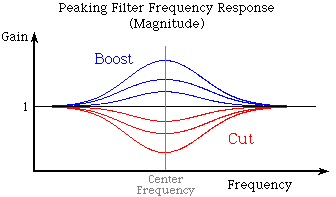 Peaking Filter Frequency Response
(Magnitude)
Gain
Boost
1
Cut
Center
Frequency
Frequency